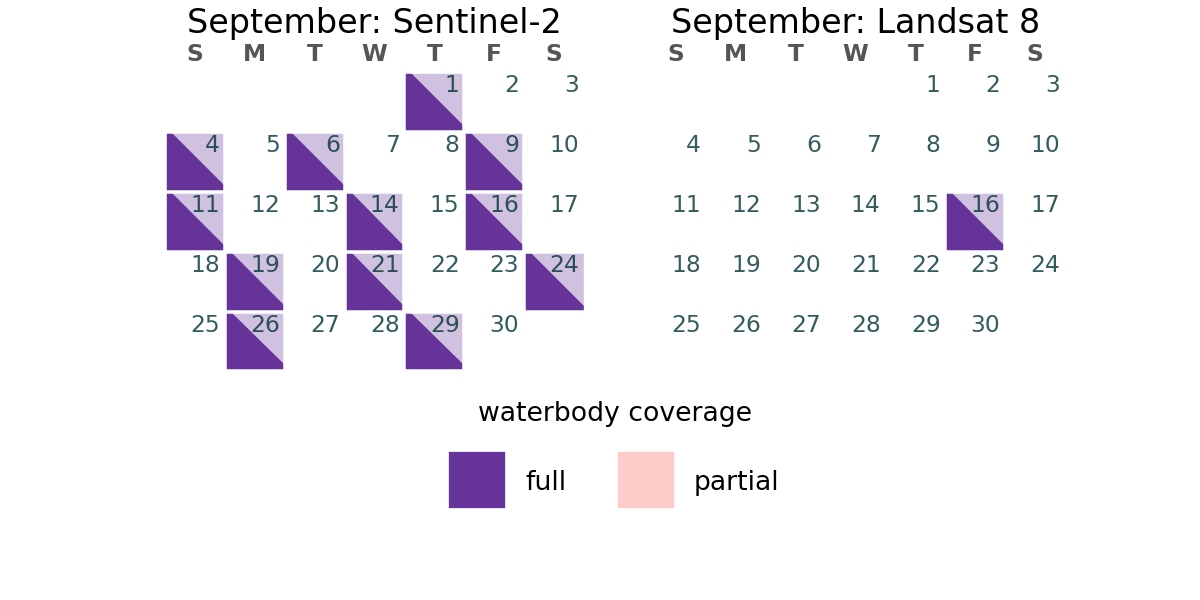 September: Sentinel-2
S M T W T F S
1 2 3
4 5 6 7 8 9 10
11 12 13 14 15 16 17
18 19 20 21 22 23 24
25 26 27 28 29 30
September: Landsat 8
S M T W T F S
1 2 3
4 5 6 7 8 9 10
11 12 13 14 15 16 17
18 19 20 21 22 23 24
25 26 27 28 29 30
waterbody coverage
full partial